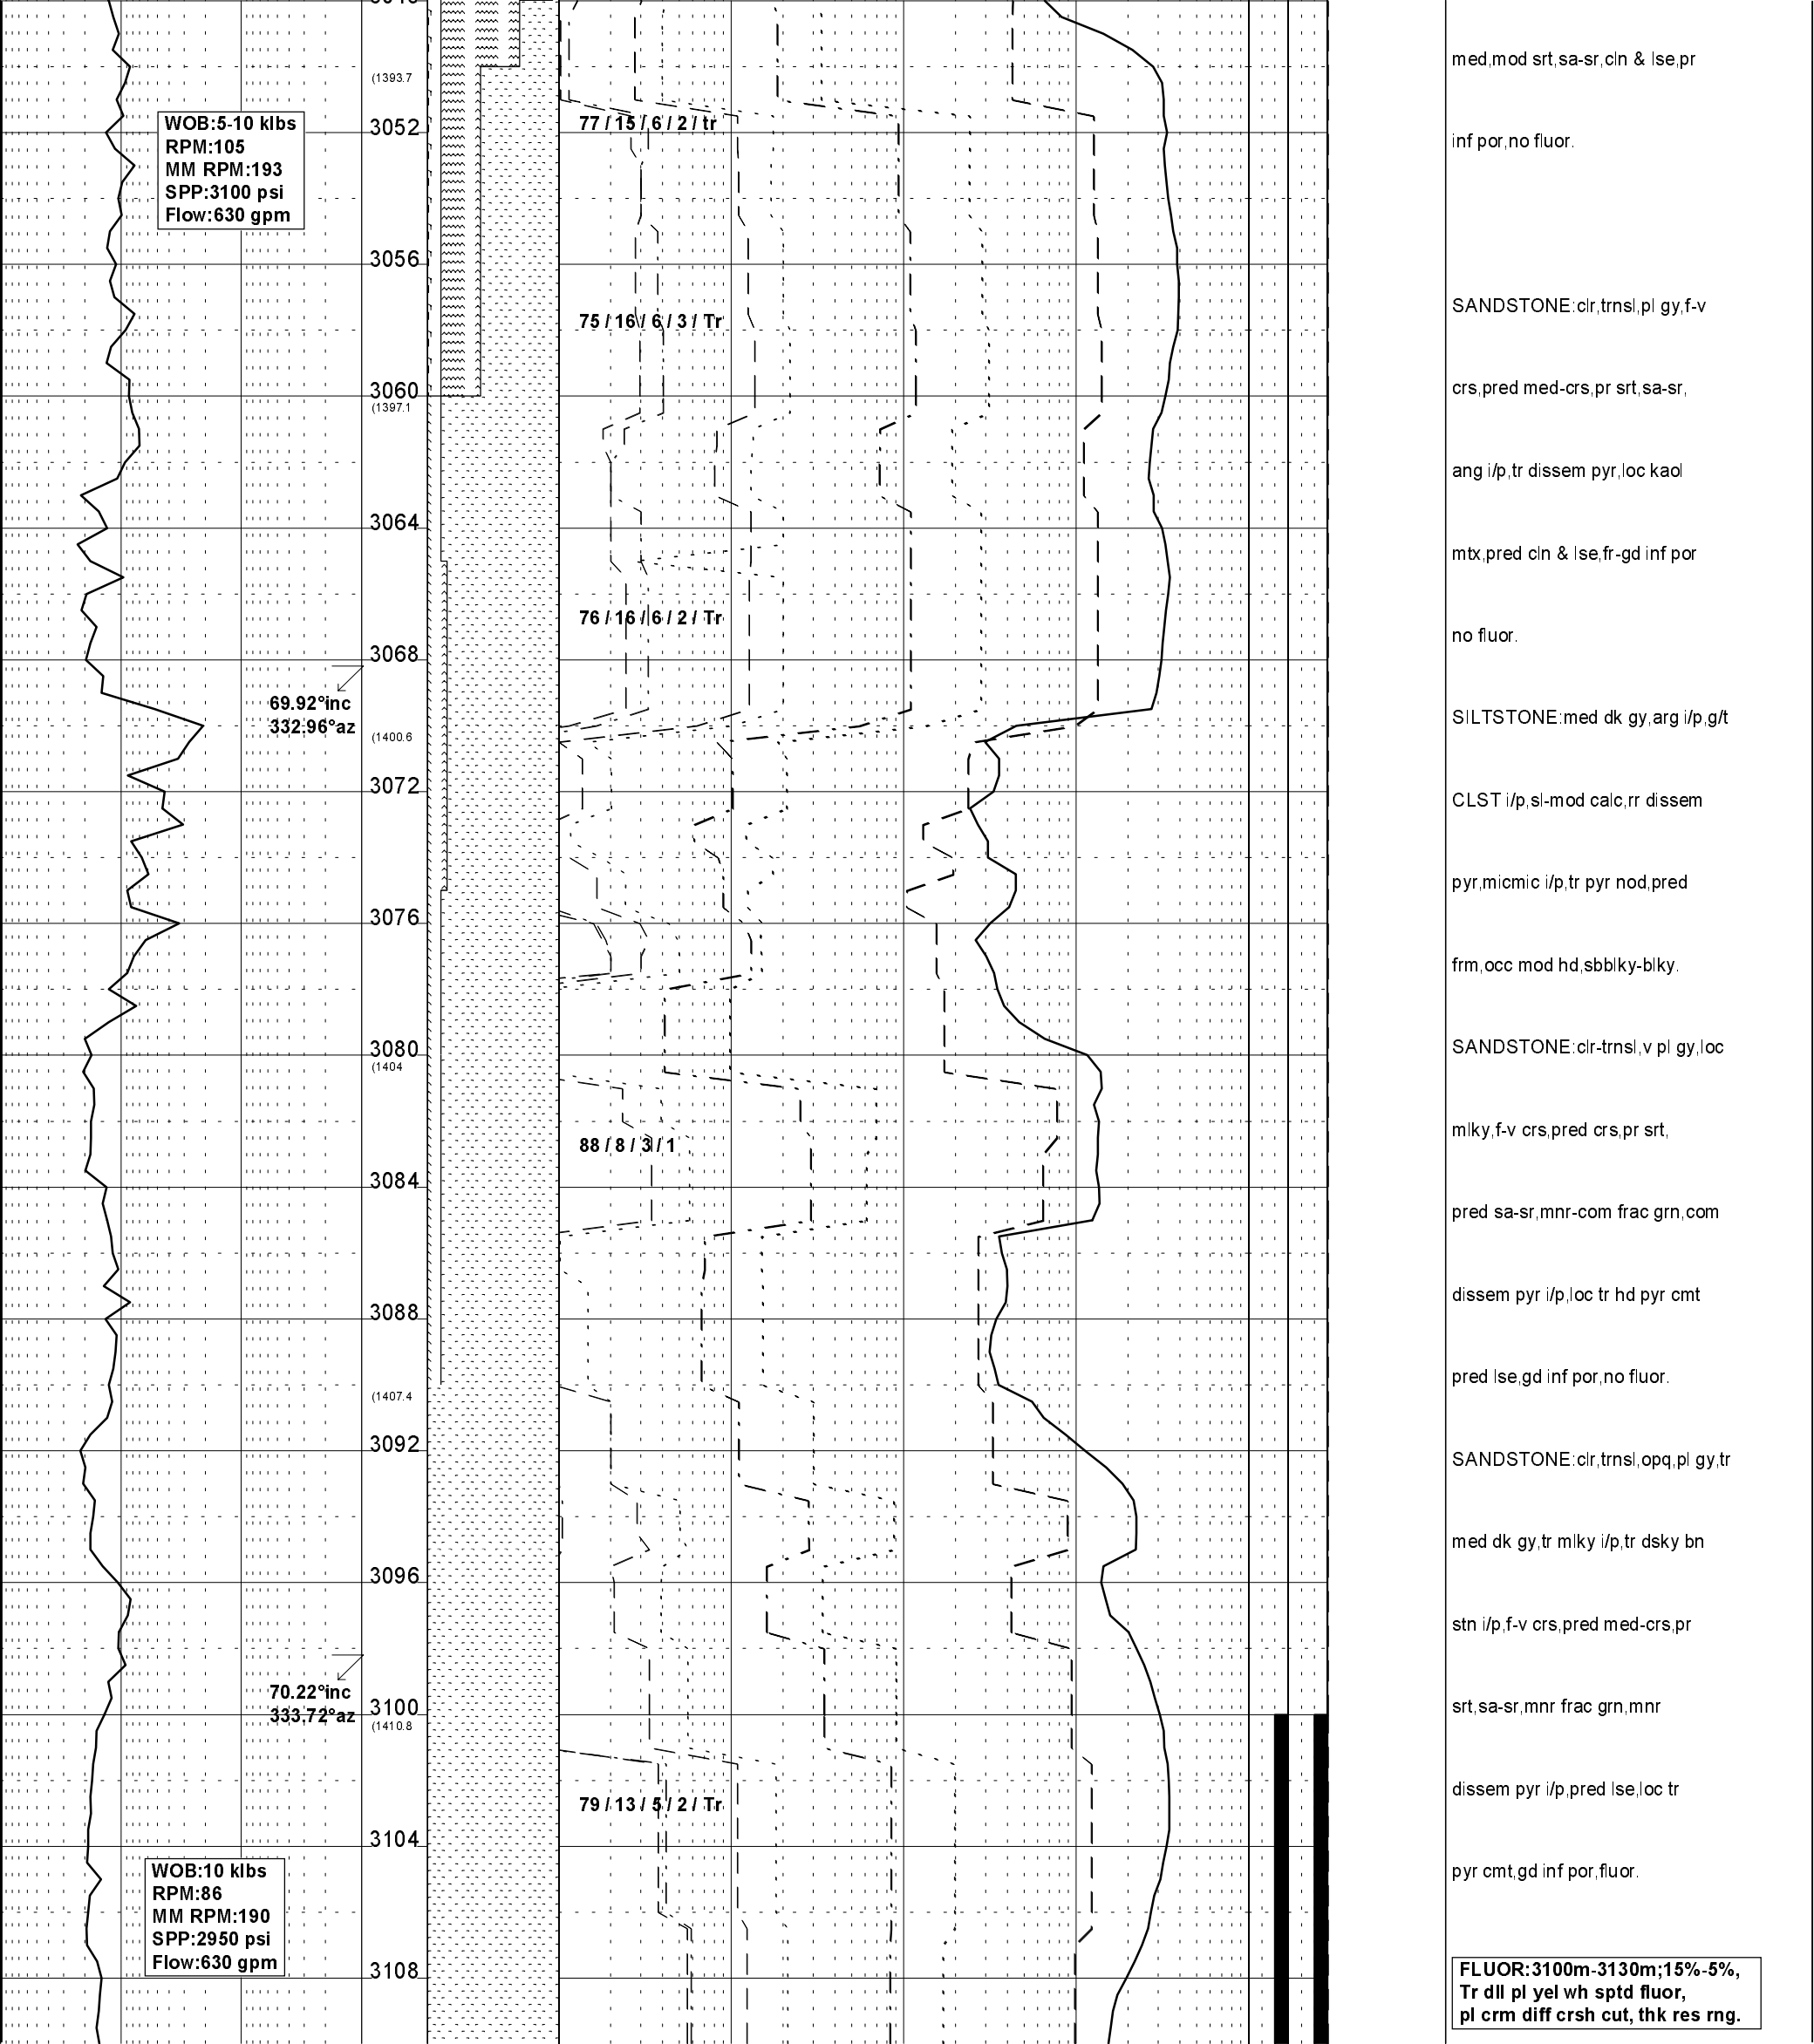 med,mod srt,sa-sr,cln & lse,pr
(1393.7
WOB:5-10 klbs
RPM:105
MM RPM:193
SPP:3100 psi
Flow:630 gpm
3052
77 / 15 / 6 / 2 / tr
inf por,no fluor.
3056
SANDSTONE:clr,trnsl,pl gy,f-v
75 / 16 / 6 / 3 / Tr
3060
(1397.1
crs,pred med-crs,pr srt,sa-sr,
ang i/p,tr dissem pyr,loc kaol
3064
mtx,pred cln & lse,fr-gd inf por
76 / 16 / 6 / 2 / Tr
no fluor.
3068
69.92°inc
332.96°az
(1400.6
SILTSTONE:med dk gy,arg i/p,g/t
3072
CLST i/p,sl-mod calc,rr dissem
pyr,micmic i/p,tr pyr nod,pred
3076
frm,occ mod hd,sbblky-blky.
3080
(1404
SANDSTONE:clr-trnsl,v pl gy,loc
88 / 8 / 3 / 1
mlky,f-v crs,pred crs,pr srt,
3084
pred sa-sr,mnr-com frac grn,com
dissem pyr i/p,loc tr hd pyr cmt
3088
(1407.4
pred lse,gd inf por,no fluor.
3092
SANDSTONE:clr,trnsl,opq,pl gy,tr
med dk gy,tr mlky i/p,tr dsky bn
3096
stn i/p,f-v crs,pred med-crs,pr
70.22°inc
333.72°az
3100
(1410.8
srt,sa-sr,mnr frac grn,mnr
79 / 13 / 5 / 2 / Tr
dissem pyr i/p,pred lse,loc tr
3104
WOB:10 klbs
RPM:86
MM RPM:190
SPP:2950 psi
Flow:630 gpm
pyr cmt,gd inf por,fluor.
3108
FLUOR:3100m-3130m;15%-5%,
Tr dll pl yel wh sptd fluor,
pl crm diff crsh cut, thk res rng.